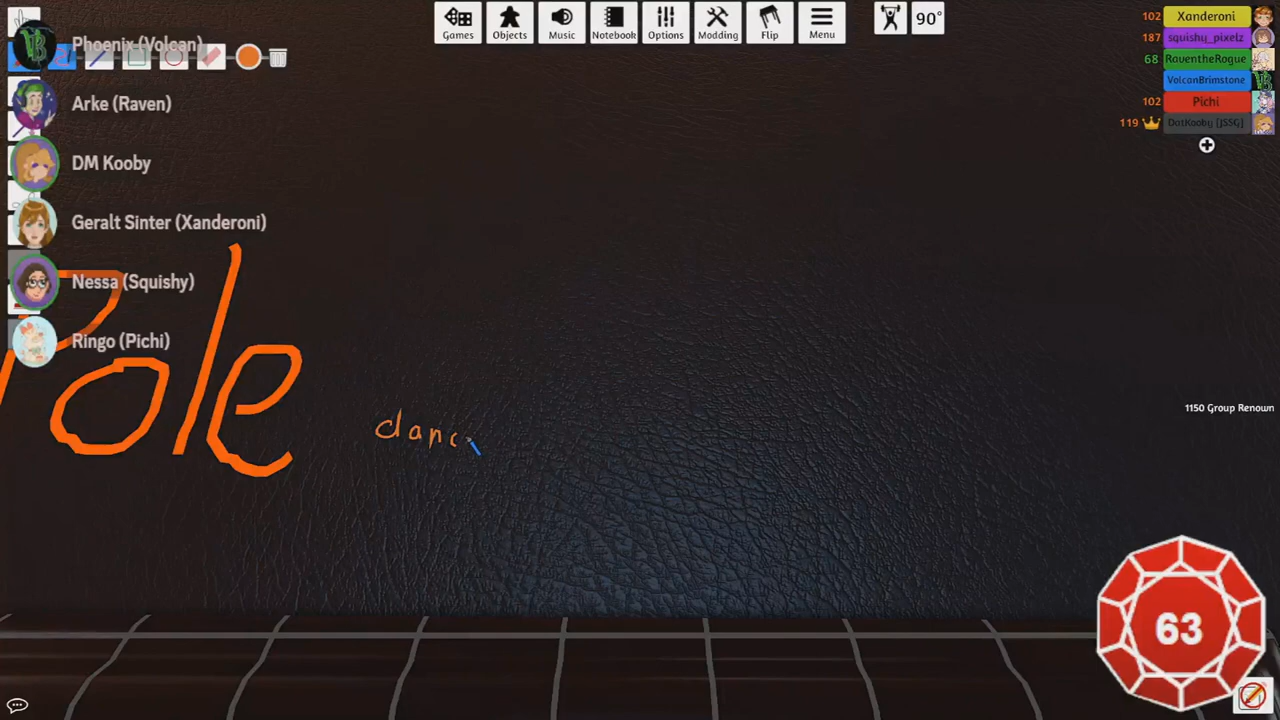 Games
Objects
Music
Notebook
Options
Modding
Flip
Menu
90°
102 Xanderoni
187 squishy_pixelz
68 RaventheRogue
VolcanBrimstone
102 Pichi
119 DotKooby [JSSG]
Phoenix (Volcan)
Arke (Raven)
DM Kooby
Geralt Sinter (Xanderoni)
Nessa (Squishy)
Ringo (Pichi)
1150 Group Renown
Pole
danc
63